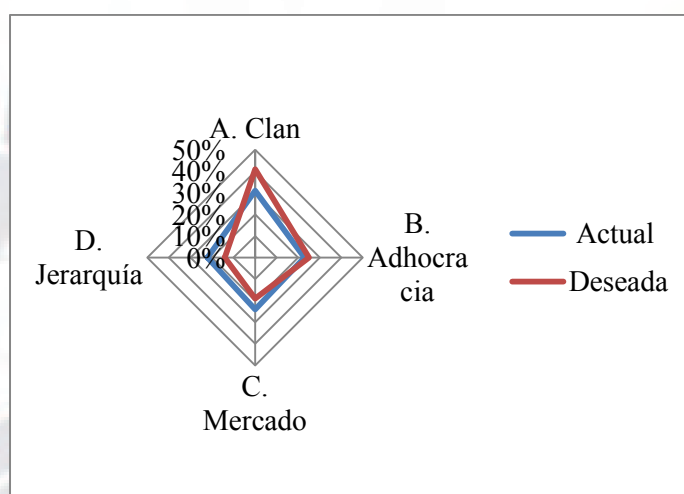 A. Clan
50%
40%
30%
20%
10%
0%
B.
Adhocra
cia
C.
Mercado
D.
Jerarquía
Actual
Deseada